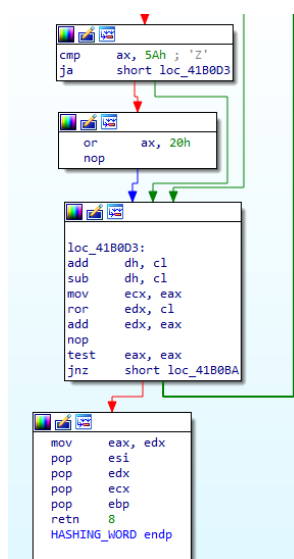 cmp ax, 5Ah ; 'Z'
ja short loc_41B0D3
or ax, 20h
nop
loc_41B0D3:
add dh, cl
sub dh, cl
mov ecx, eax
ror edx, cl
add edx, eax
nop
test eax, eax
jnz short loc_41B0BA
mov eax, edx
pop esi
pop edx
pop ecx
pop ebp
retn 8
HASHING_WORD endp